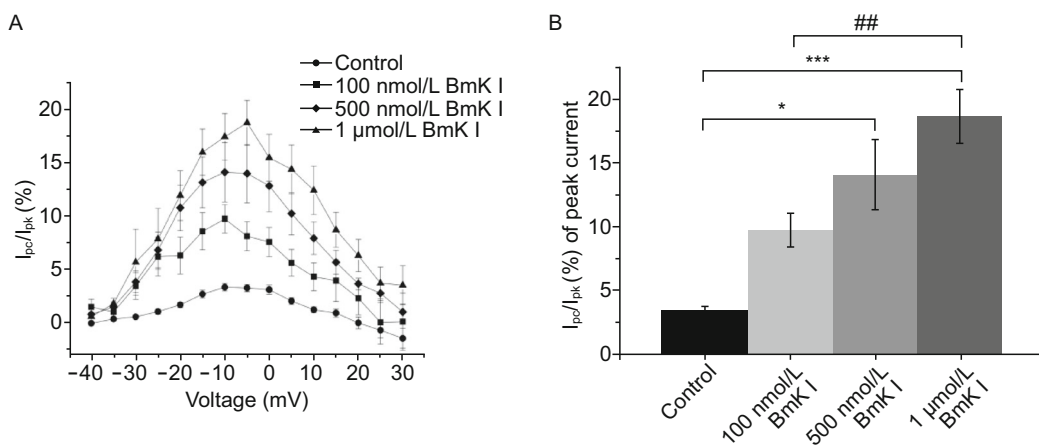 A
Control
100 nmol/L BmK I
500 nmol/L BmK I
1 μmol/L BmK I
20
15
10
5
0
Ipc/Ipk (%)
−40 −30 −20 −10 0 10 20 30
Voltage (mV)
B
##
***
*
20
15
10
5
0
Ipc/Ipk (%) of peak current
Control
100 nmol/L
BmK I
500 nmol/L
BmK I
1 μmol/L
BmK I